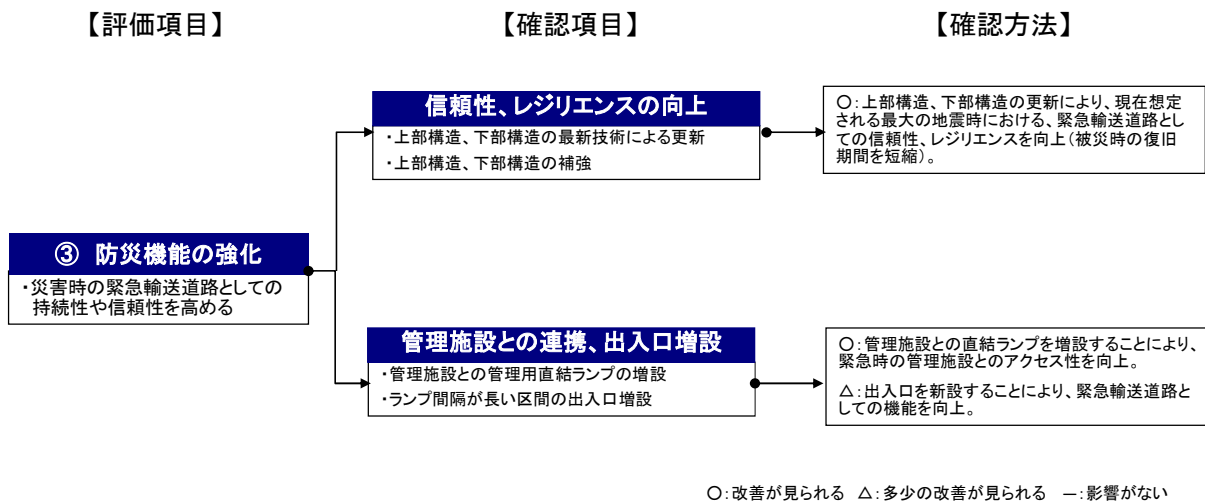 【評価項目】
【確認項目】
【確認方法】
信頼性、レジリエンスの向上
・上部構造、下部構造の最新技術による更新
・上部構造、下部構造の補強
○：上部構造、下部構造の更新により、現在想定
される最大の地震時における、緊急輸送道路とし
ての信頼性、レジリエンスを向上（被災時の復旧
期間を短縮）。
③ 防災機能の強化
・災害時の緊急輸送道路としての
持続性や信頼性を高める
管理施設との連携、出入口増設
・管理施設との管理用直結ランプの増設
・ランプ間隔が長い区間の出入口増設
○：管理施設との直結ランプを増設することにより、
緊急時の管理施設とのアクセス性を向上。
△：出入口を新設することにより、緊急輸送道路と
しての機能を向上。
○：改善が見られる △：多少の改善が見られる －：影響がない